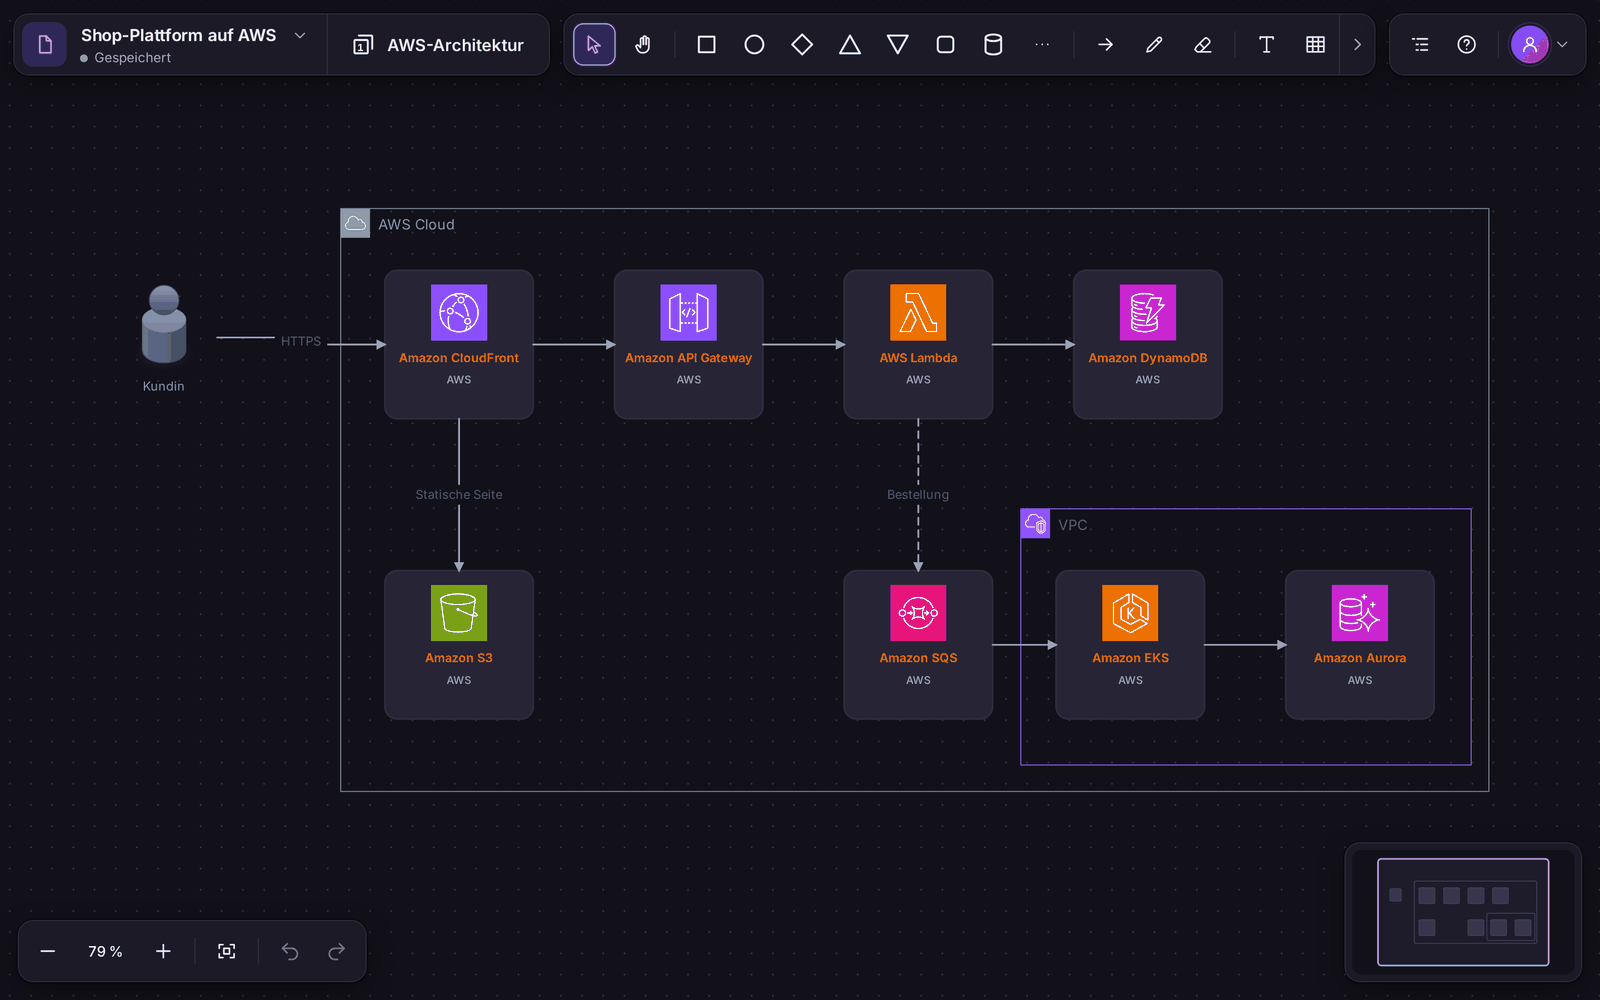 Shop-Plattform auf AWS
Gespeichert
1
AWS-Architektur
T
AWS Cloud
Kundin
HTTPS
Amazon CloudFront
AWS
</>
Amazon API Gateway
AWS
AWS Lambda
AWS
Amazon DynamoDB
AWS
Statische Seite
Bestellung
VPC
Amazon S3
AWS
Amazon SQS
AWS
K
Amazon EKS
AWS
Amazon Aurora
AWS
79 %